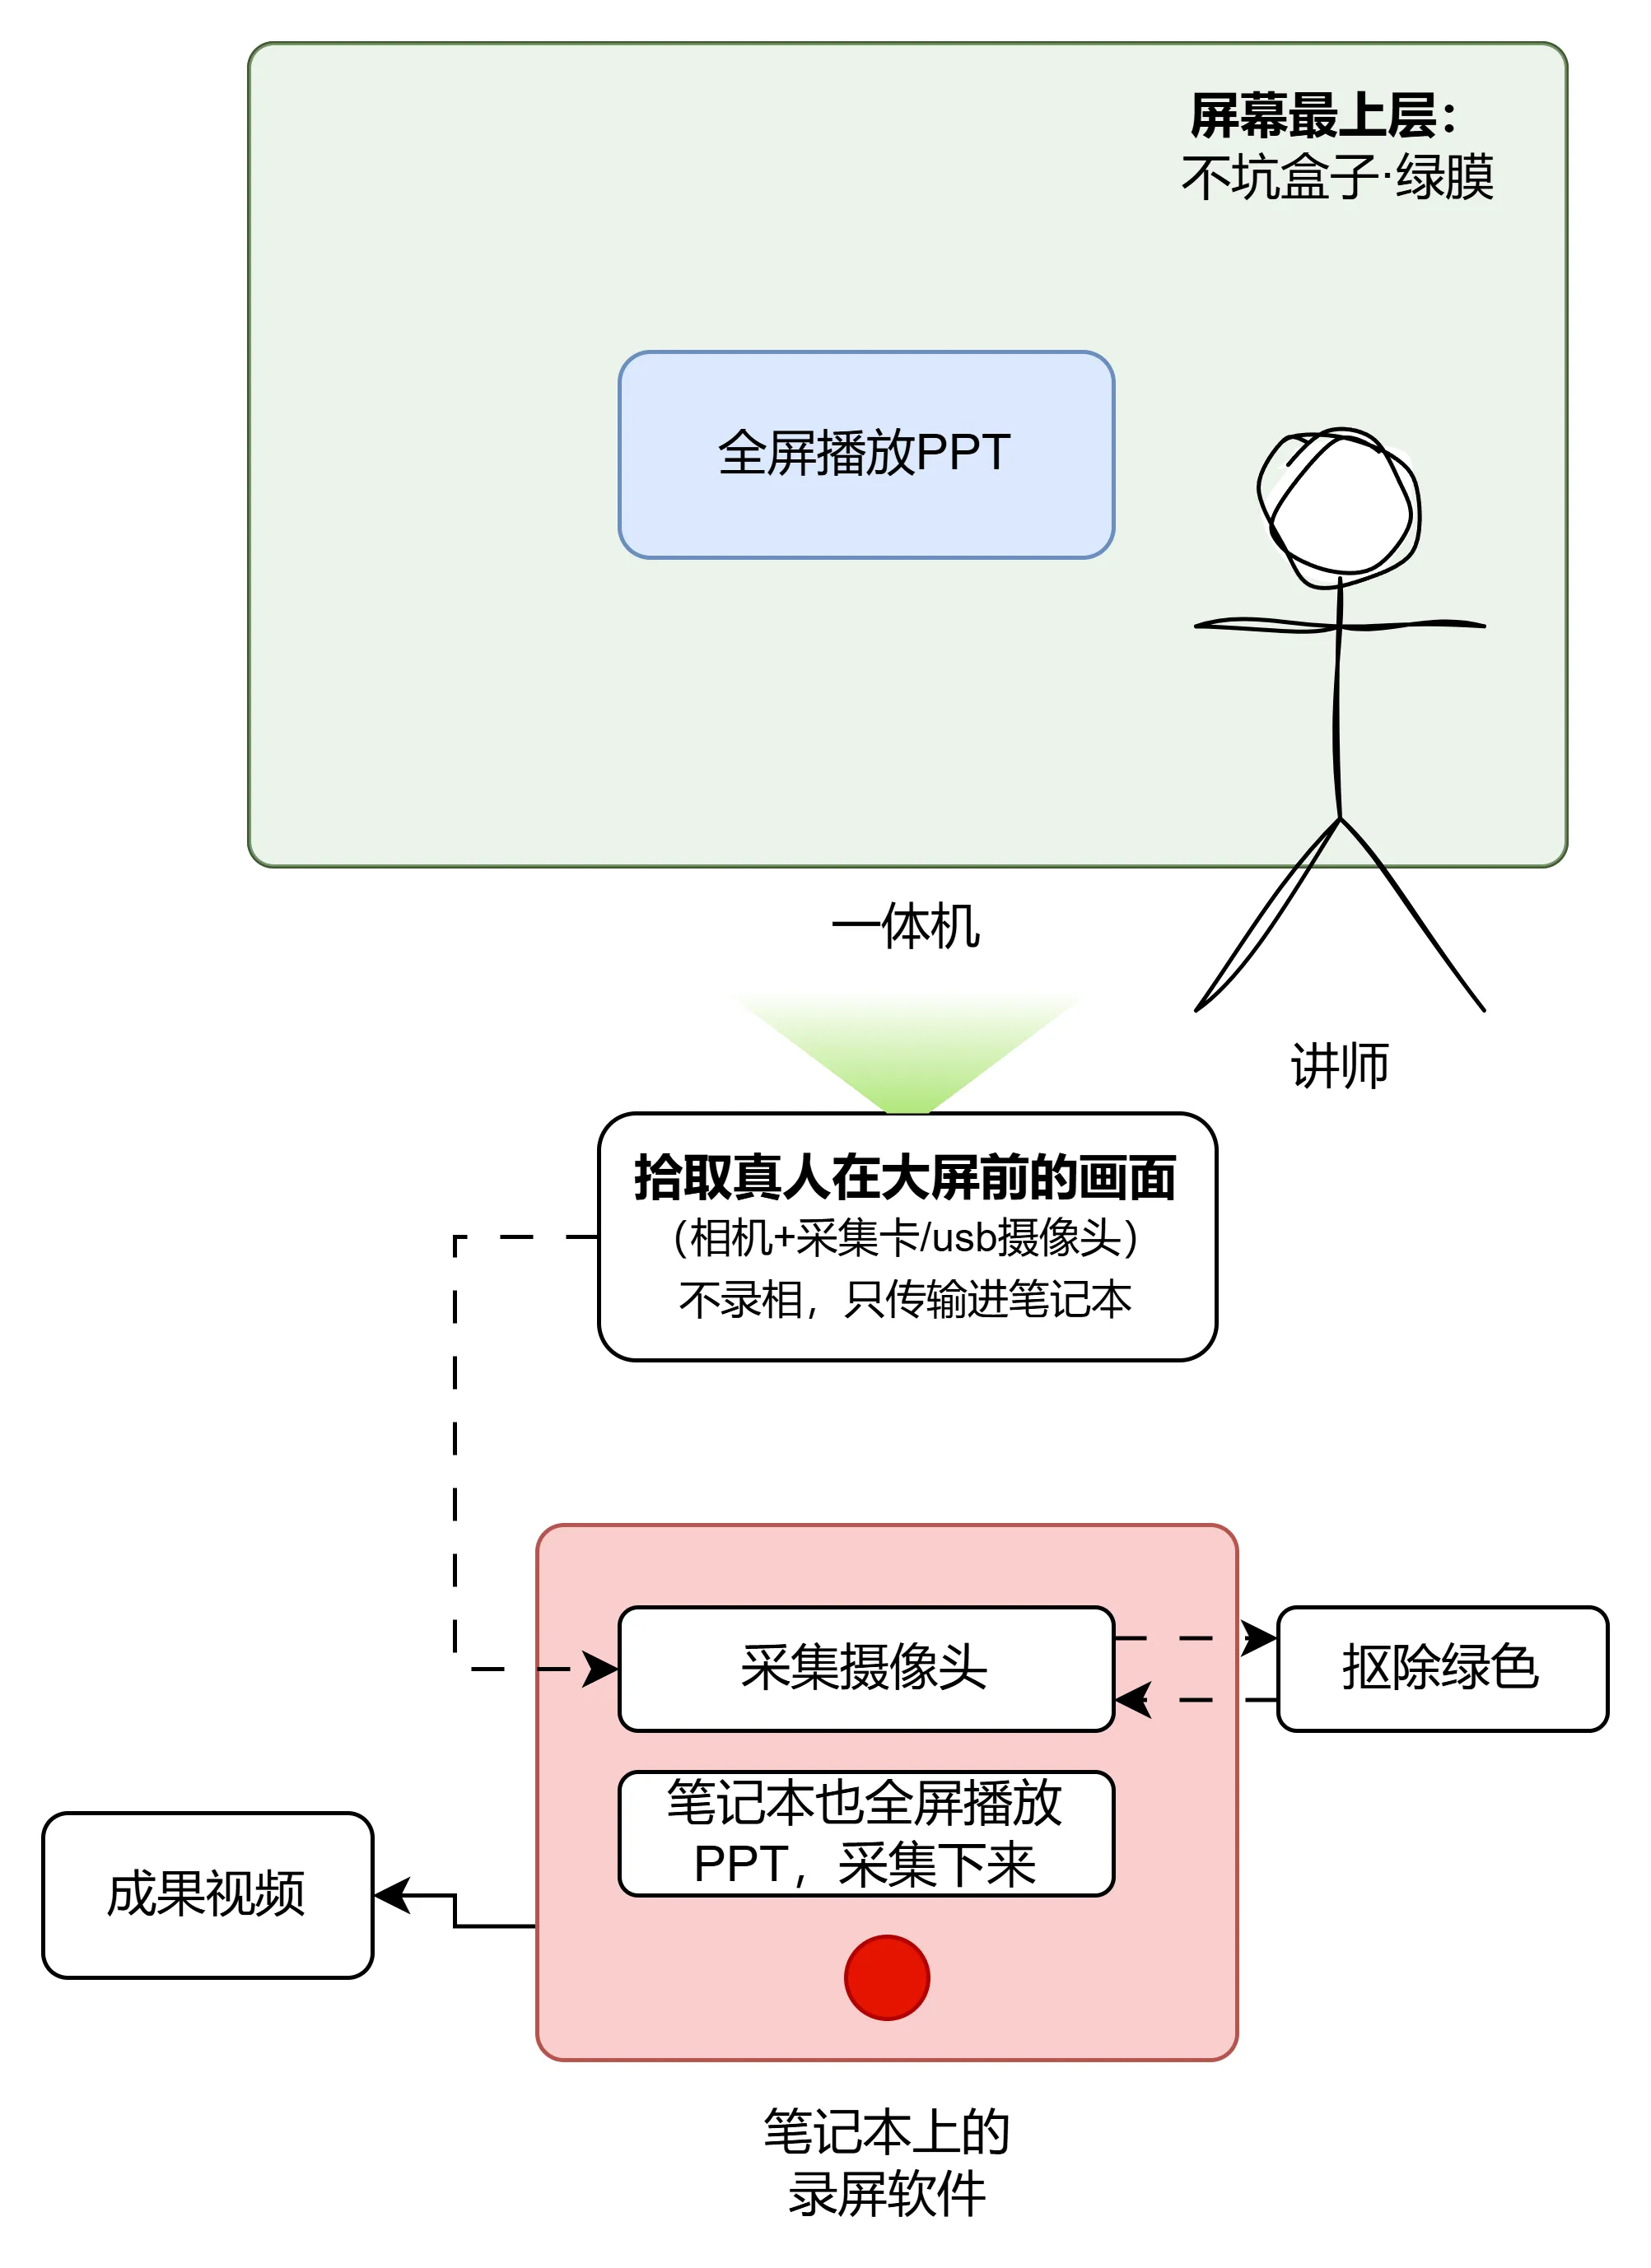 屏幕最上层：
不坑盒子·绿膜
全屏播放PPT
一体机
讲师
拾取真人在大屏前的画面
（相机+采集卡/usb摄像头）
不录相，只传输进笔记本
采集摄像头
抠除绿色
笔记本也全屏播放
PPT，采集下来
成果视频
笔记本上的
录屏软件